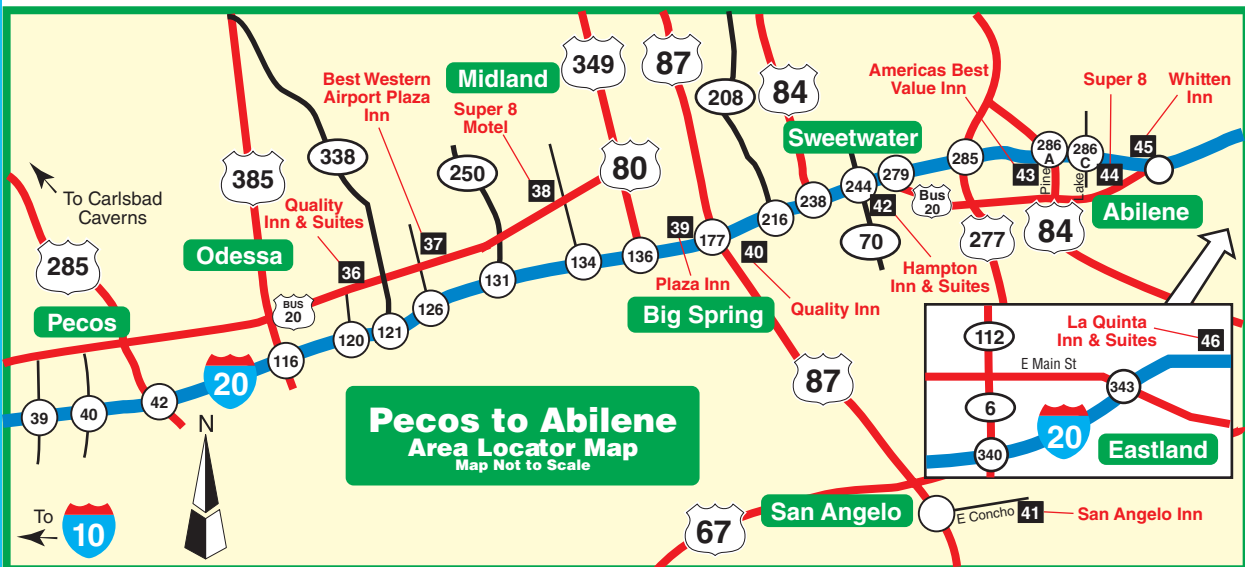 Best Western
Airport Plaza
Inn
Midland
Super 8
Motel
349
87
208
84
Americas Best
Value Inn
Super 8
Whitten
Inn
Sweetwater
338
250
38
80
385
To Carlsbad
Caverns
Quality
Inn & Suites
37
36
Odessa
285
Pecos
BUS
20
39
177
Plaza Inn
40
Quality Inn
Big Spring
216
238
244
279
42
70
Hampton
Inn & Suites
Bus
20
285
43
286
A
Pine
286
C
Lake
44
45
Abilene
277
84
39
40
42
20
116
120
121
126
131
134
136
N
To
10
Pecos to Abilene
Area Locator Map
Map Not to Scale
87
67
San Angelo
E Concho
41
San Angelo Inn
112
E Main St
6
340
20
343
La Quinta
Inn & Suites
46
Eastland